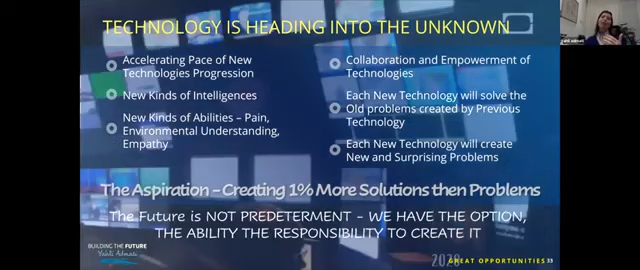 TECHNOLOGY IS HEADING INTO THE UNKNOWN
Accelerating Pace of New
Technologies Progression
New Kinds of Intelligences
New Kinds of Abilities – Pain,
Environmental Understanding,
Empathy
Collaboration and Empowerment of
Technologies
Each New Technology will solve the
Old problems created by Previous
Technology
Each New Technology will create
New and Surprising Problems
The Aspiration – Creating 1% More Solutions then Problems
The Future is NOT PREDETERMENT – WE HAVE THE OPTION,
THE ABILITY THE RESPONSIBILITY TO CREATE IT
BUILDING THE FUTURE
Yahli Admati
GREAT OPPORTUNITIES 33